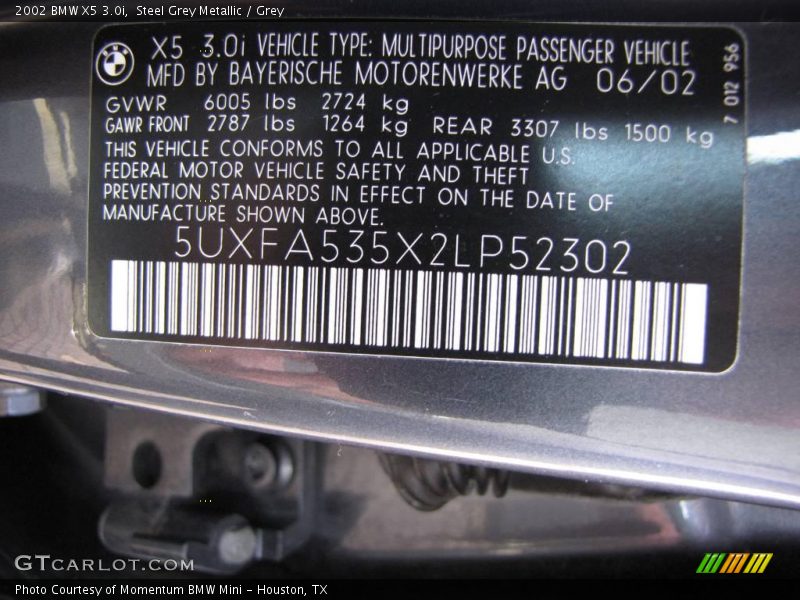 2002 BMW X5 3.0i, Steel Grey Metallic / Grey
X5 3.0i VEHICLE TYPE: MULTIPURPOSE PASSENGER VEHICLE
MFD BY BAYERISCHE MOTORENWERKE AG 06/02
7 012 956
GVWR 6005 lbs 2724 kg
GAWR FRONT 2787 lbs 1264 kg REAR 3307 lbs 1500 kg
THIS VEHICLE CONFORMS TO ALL APPLICABLE U.S.
FEDERAL MOTOR VEHICLE SAFETY AND THEFT
PREVENTION STANDARDS IN EFFECT ON THE DATE OF
MANUFACTURE SHOWN ABOVE.
5UXFA535X2LP52302
GTCARLOT.COM
Photo Courtesy of Momentum BMW Mini - Houston, TX